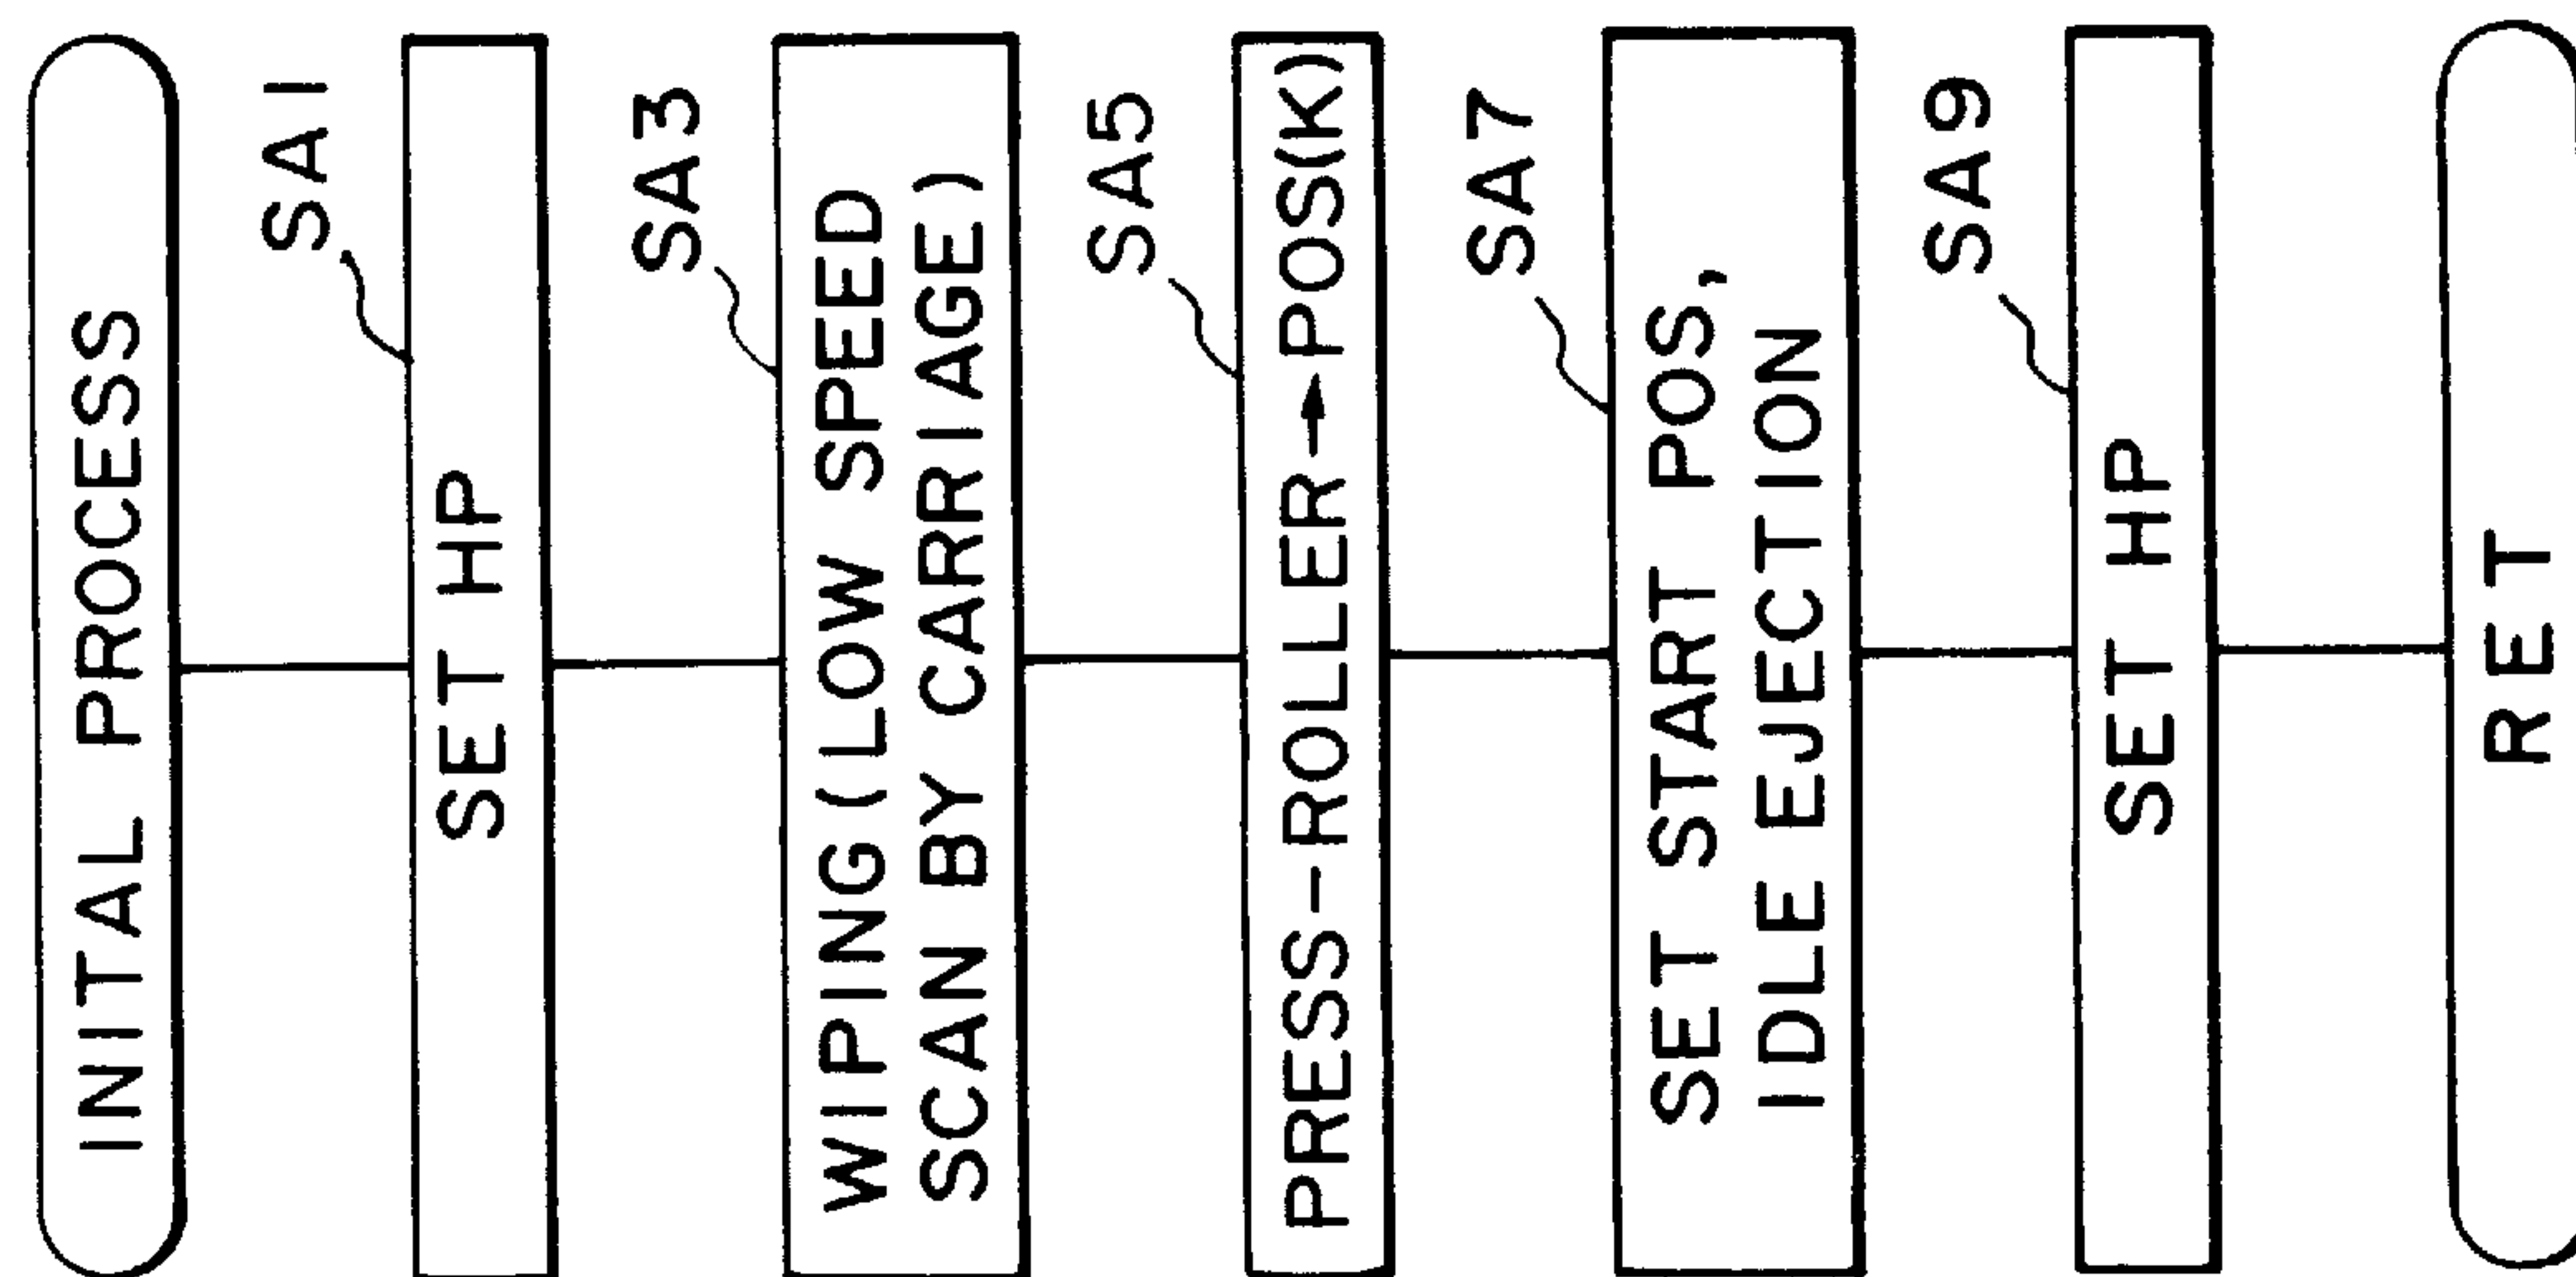 INITAL PROCESS
SA1
SET HP
SA3
WIPING (LOW SPEED
SCAN BY CARRIAGE)
SA5
PRESS-ROLLER→POS(K)
SA7
SET START POS,
IDLE EJECTION
SA9
SET HP
RET